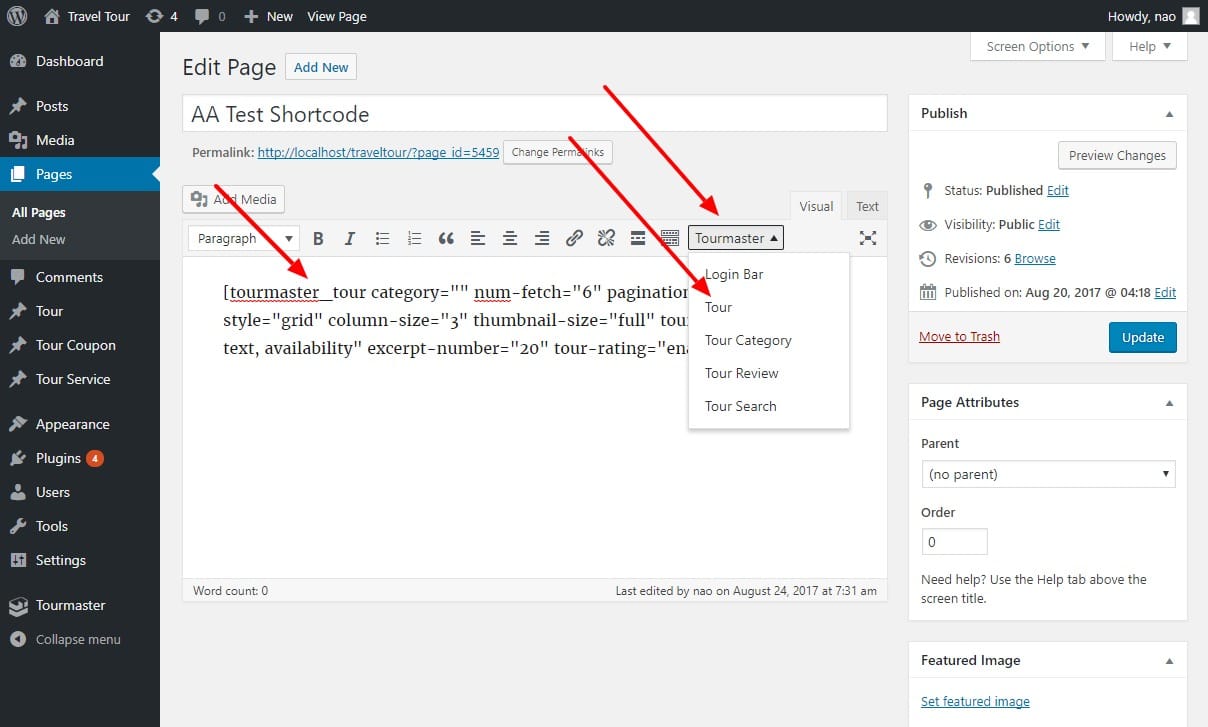 Travel Tour 4 0 New View Page Howdy, nao
Screen Options Help
Dashboard
Posts
Media
Pages
All Pages
Add New
Comments
Tour
Tour Coupon
Tour Service
Appearance
Plugins 4
Users
Tools
Settings
Tourmaster
Collapse menu
Edit Page Add New
AA Test Shortcode
Permalink: http://localhost/traveltour/?page_id=5459 Change Permalinks
Add Media Visual Text
Paragraph B I Tourmaster
Login Bar
Tour
Tour Category
Tour Review
Tour Search
[tourmaster_tour category="" num-fetch="6" pagination
style="grid" column-size="3" thumbnail-size="full"
text, availability" excerpt-number="20"
Word count: 0 Last edited by nao on August 24, 2017 at 7:31 am
Publish
Preview Changes
Status: Published Edit
Visibility: Public Edit
Revisions: 6 Browse
Published on: Aug 20, 2017 @ 04:18 Edit
Move to Trash Update
Page Attributes
Parent
(no parent)
Order
0
Need help? Use the Help tab above the
screen title.
Featured Image
Set featured image